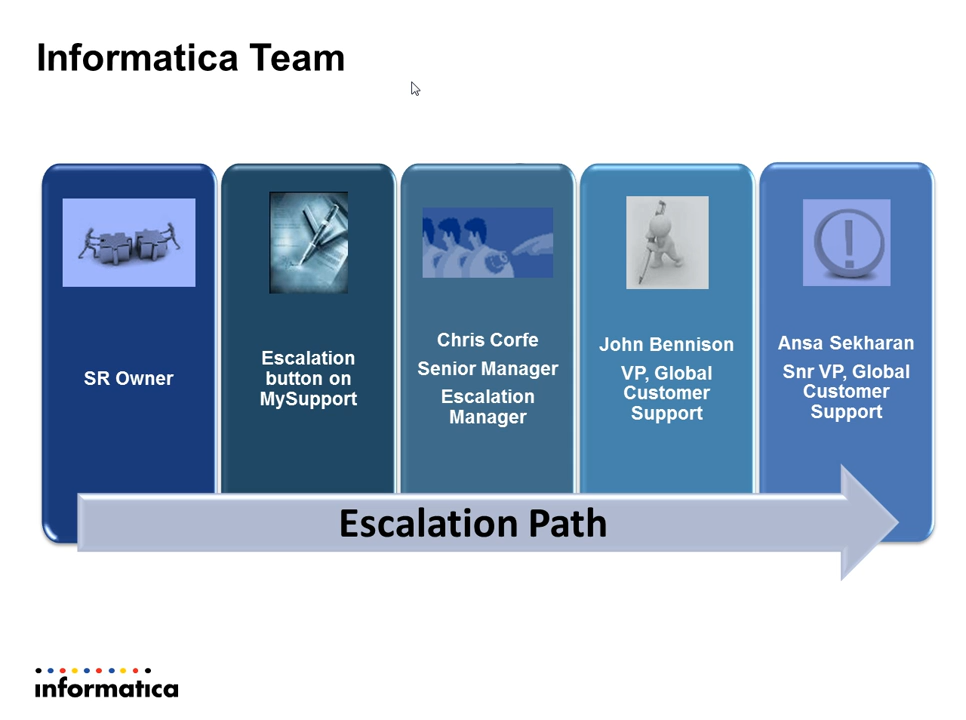 Informatica Team
SR Owner
Escalation
button on
MySupport
Chris Corfe
Senior Manager
Escalation
Manager
John Bennison
VP, Global
Customer
Support
Ansa Sekharan
Snr VP, Global
Customer
Support
Escalation Path
informatica